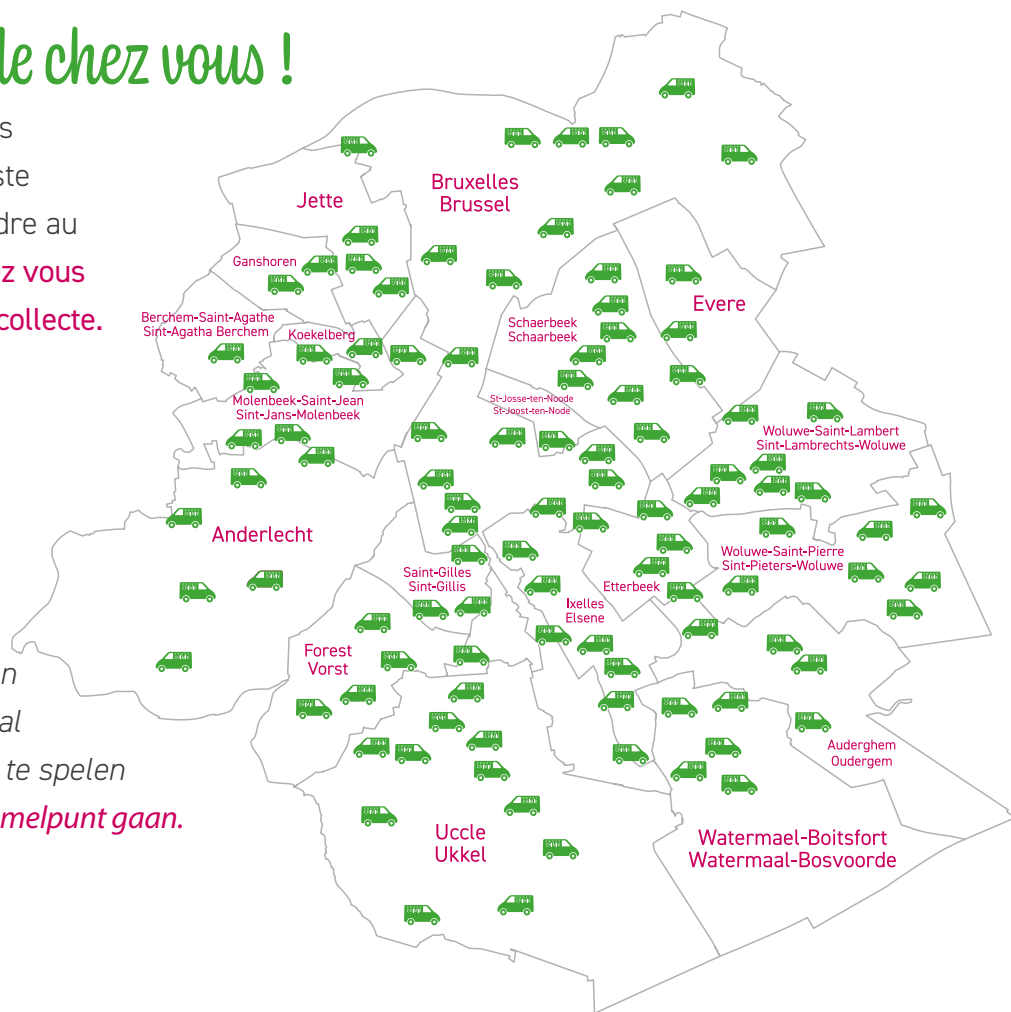 le chez vous !
s
ste
dre au
z vous
collecte.
Jette
Bruxelles
Brussel
Ganshoren
Evere
Berchem-Saint-Agathe
Sint-Agatha Berchem
Koekelberg
Schaerbeek
Schaarbeek
Molenbeek-Saint-Jean
Sint-Jans-Molenbeek
St-Josse-ten-Noode
St-Joost-ten-Node
Woluwe-Saint-Lambert
Sint-Lambrechts-Woluwe
Anderlecht
Woluwe-Saint-Pierre
Sint-Pieters-Woluwe
Saint-Gilles
Sint-Gillis
Etterbeek
Ixelles
Elsene
Forest
Vorst
n
al
te spelen
melpunt gaan.
Auderghem
Oudergem
Uccle
Ukkel
Watermael-Boitsfort
Watermaal-Bosvoorde